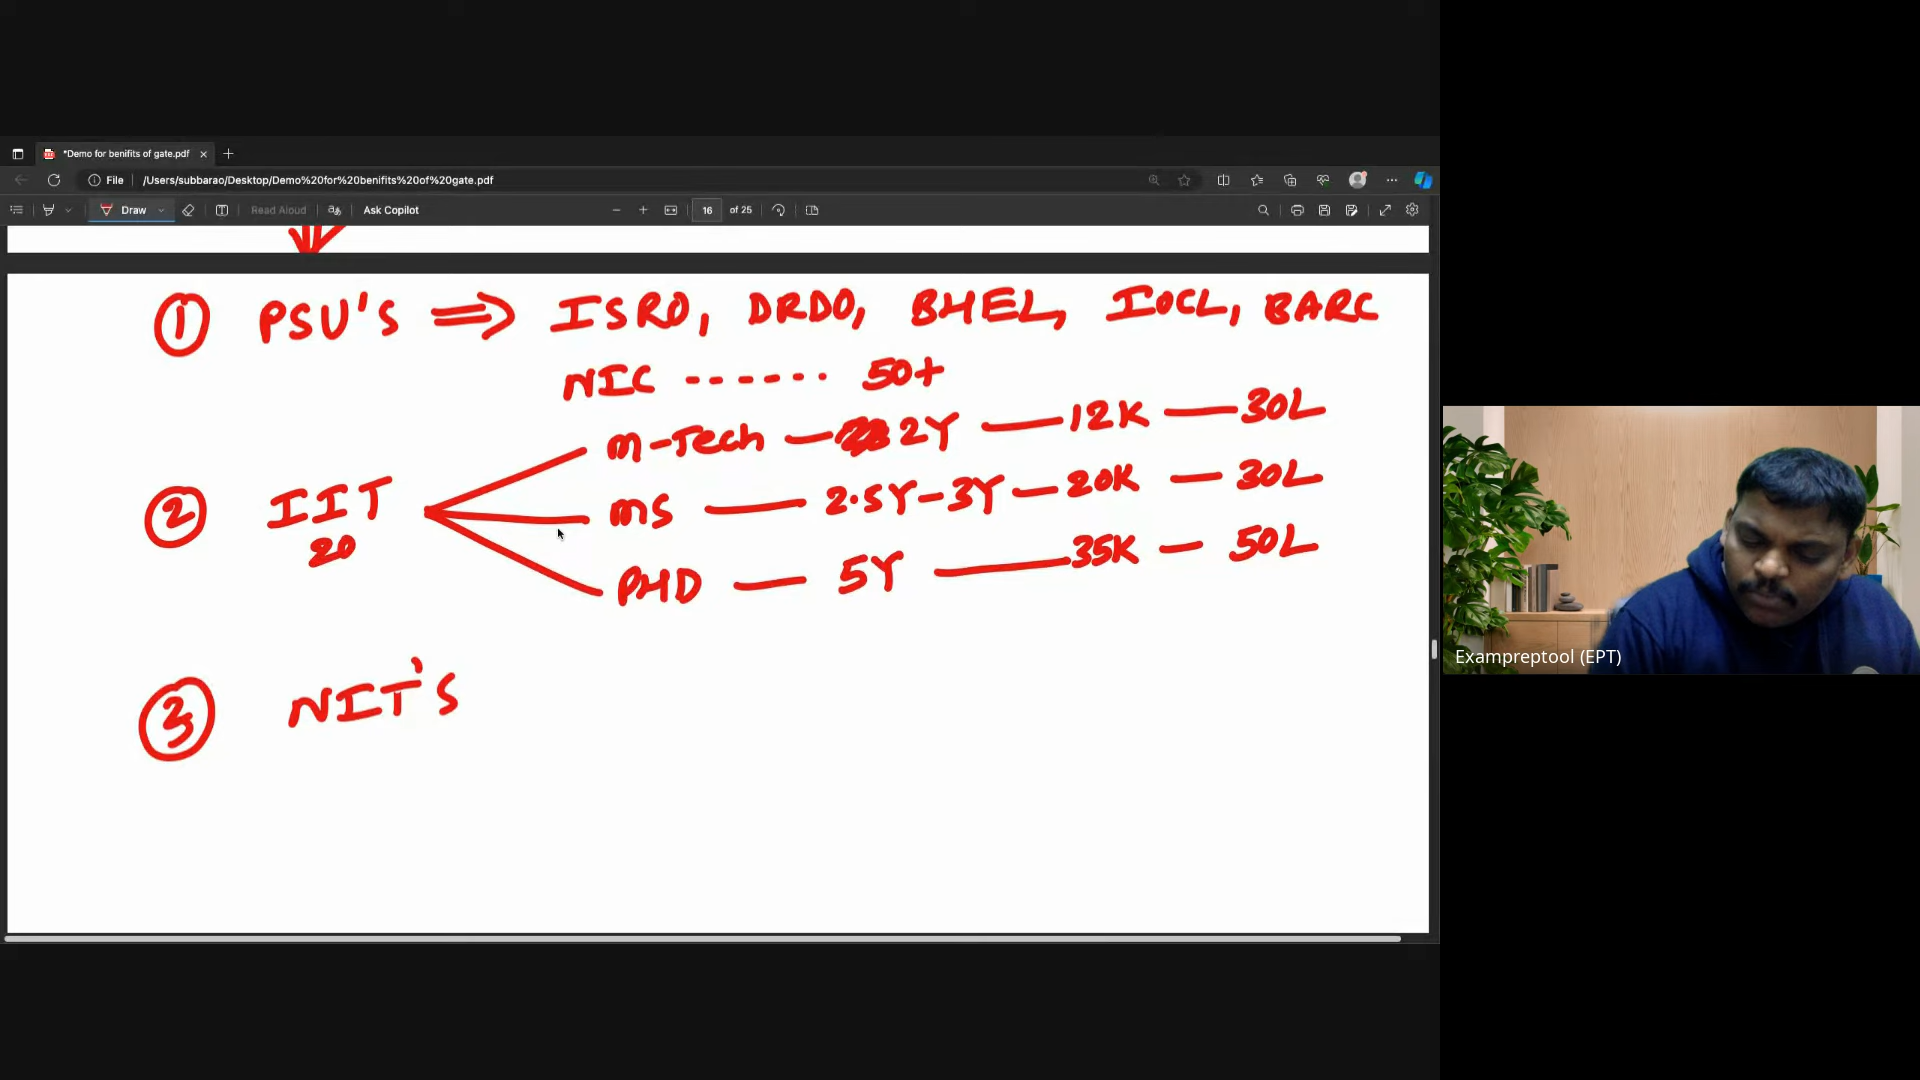 *Demo for benifits of gate.pdf
File /Users/subbarao/Desktop/Demo%20for%20benifits%20of%20gate.pdf
Draw Read Aloud aあ Ask Copilot 16 of 25
① PSU'S ⇒ ISRO, DRDO, BHEL, IOCL, BARC
NIC ------ 50+
M-Tech — 2Y — 12K — 30L
② IIT MS — 2.5Y-3Y — 20K — 30L
20
PHD — 5Y — 35K — 50L
③ NIT'S
Exampreptool (EPT)